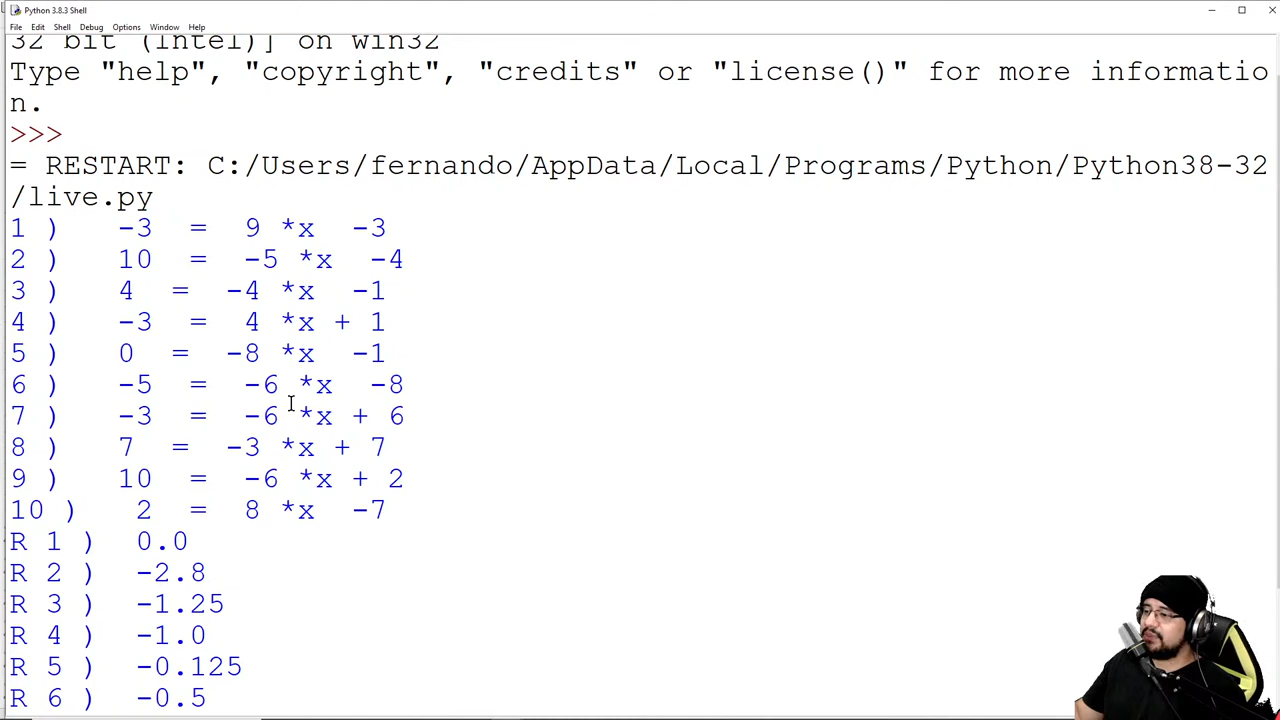 Python 3.8.3 Shell
File Edit Shell Debug Options Window Help
32 bit (Intel)] on win32
Type "help", "copyright", "credits" or "license()" for more informatio
n.
>>>
= RESTART: C:/Users/fernando/AppData/Local/Programs/Python/Python38-32
/live.py
1 ) -3 = 9 *x -3
2 ) 10 = -5 *x -4
3 ) 4 = -4 *x -1
4 ) -3 = 4 *x + 1
5 ) 0 = -8 *x -1
6 ) -5 = -6 *x -8
7 ) -3 = -6 *x + 6
8 ) 7 = -3 *x + 7
9 ) 10 = -6 *x + 2
10 ) 2 = 8 *x -7
R 1 ) 0.0
R 2 ) -2.8
R 3 ) -1.25
R 4 ) -1.0
R 5 ) -0.125
R 6 ) -0.5